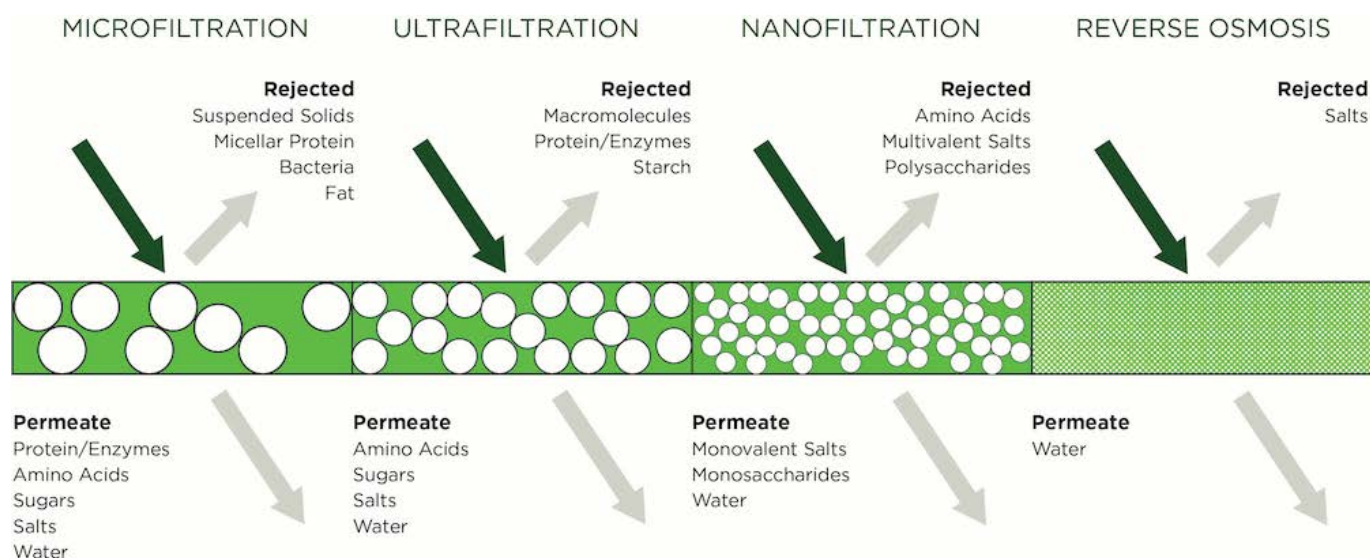 MICROFILTRATION
Rejected
Suspended Solids
Micellar Protein
Bacteria
Fat
Permeate
Protein/Enzymes
Amino Acids
Sugars
Salts
Water
ULTRAFILTRATION
Rejected
Macromolecules
Protein/Enzymes
Starch
Permeate
Amino Acids
Sugars
Salts
Water
NANOFILTRATION
Rejected
Amino Acids
Multivalent Salts
Polysaccharides
Permeate
Monovalent Salts
Monosaccharides
Water
REVERSE OSMOSIS
Rejected
Salts
Permeate
Water